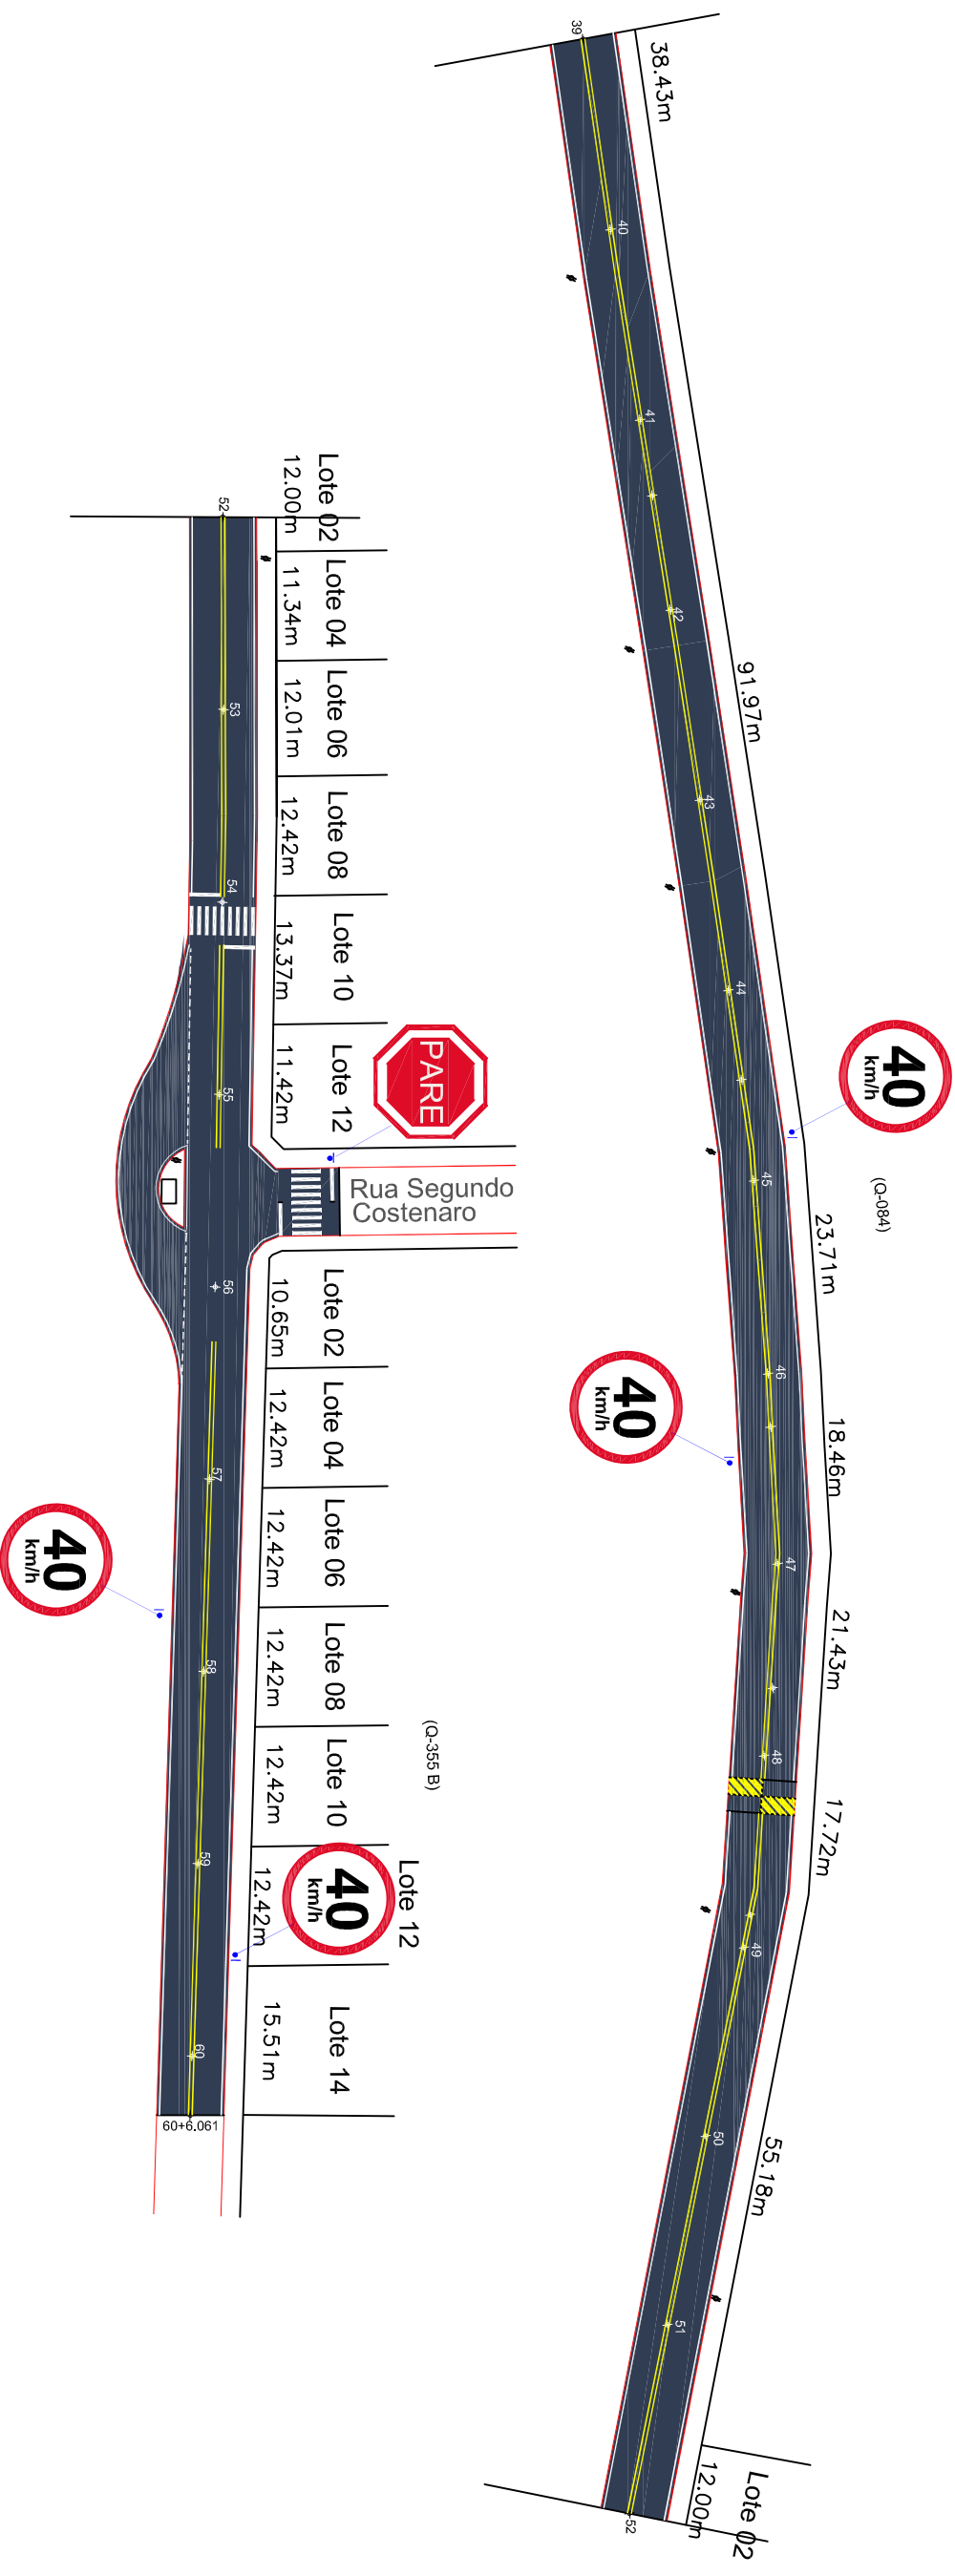 39
38.43m
40
41
42
91.97m
43
44
40
km/h
(Q-084)
45
23.71m
46
40
km/h
18.46m
47
21.43m
48
17.72m
49
50
55.18m
51
Lote 02
12.00m
52
Lote 02
12.00m
52
Lote 04
11.34m
Lote 06
12.01m
53
Lote 08
12.42m
54
Lote 10
13.37m
Lote 12
11.42m
55
PARE
Rua Segundo
Costenaro
56
Lote 02
10.65m
Lote 04
12.42m
57
Lote 06
12.42m
40
km/h
Lote 08
12.42m
58
(Q-355 B)
Lote 10
12.42m
59
Lote 12
12.42m
40
km/h
Lote 14
15.51m
60
60+6.061